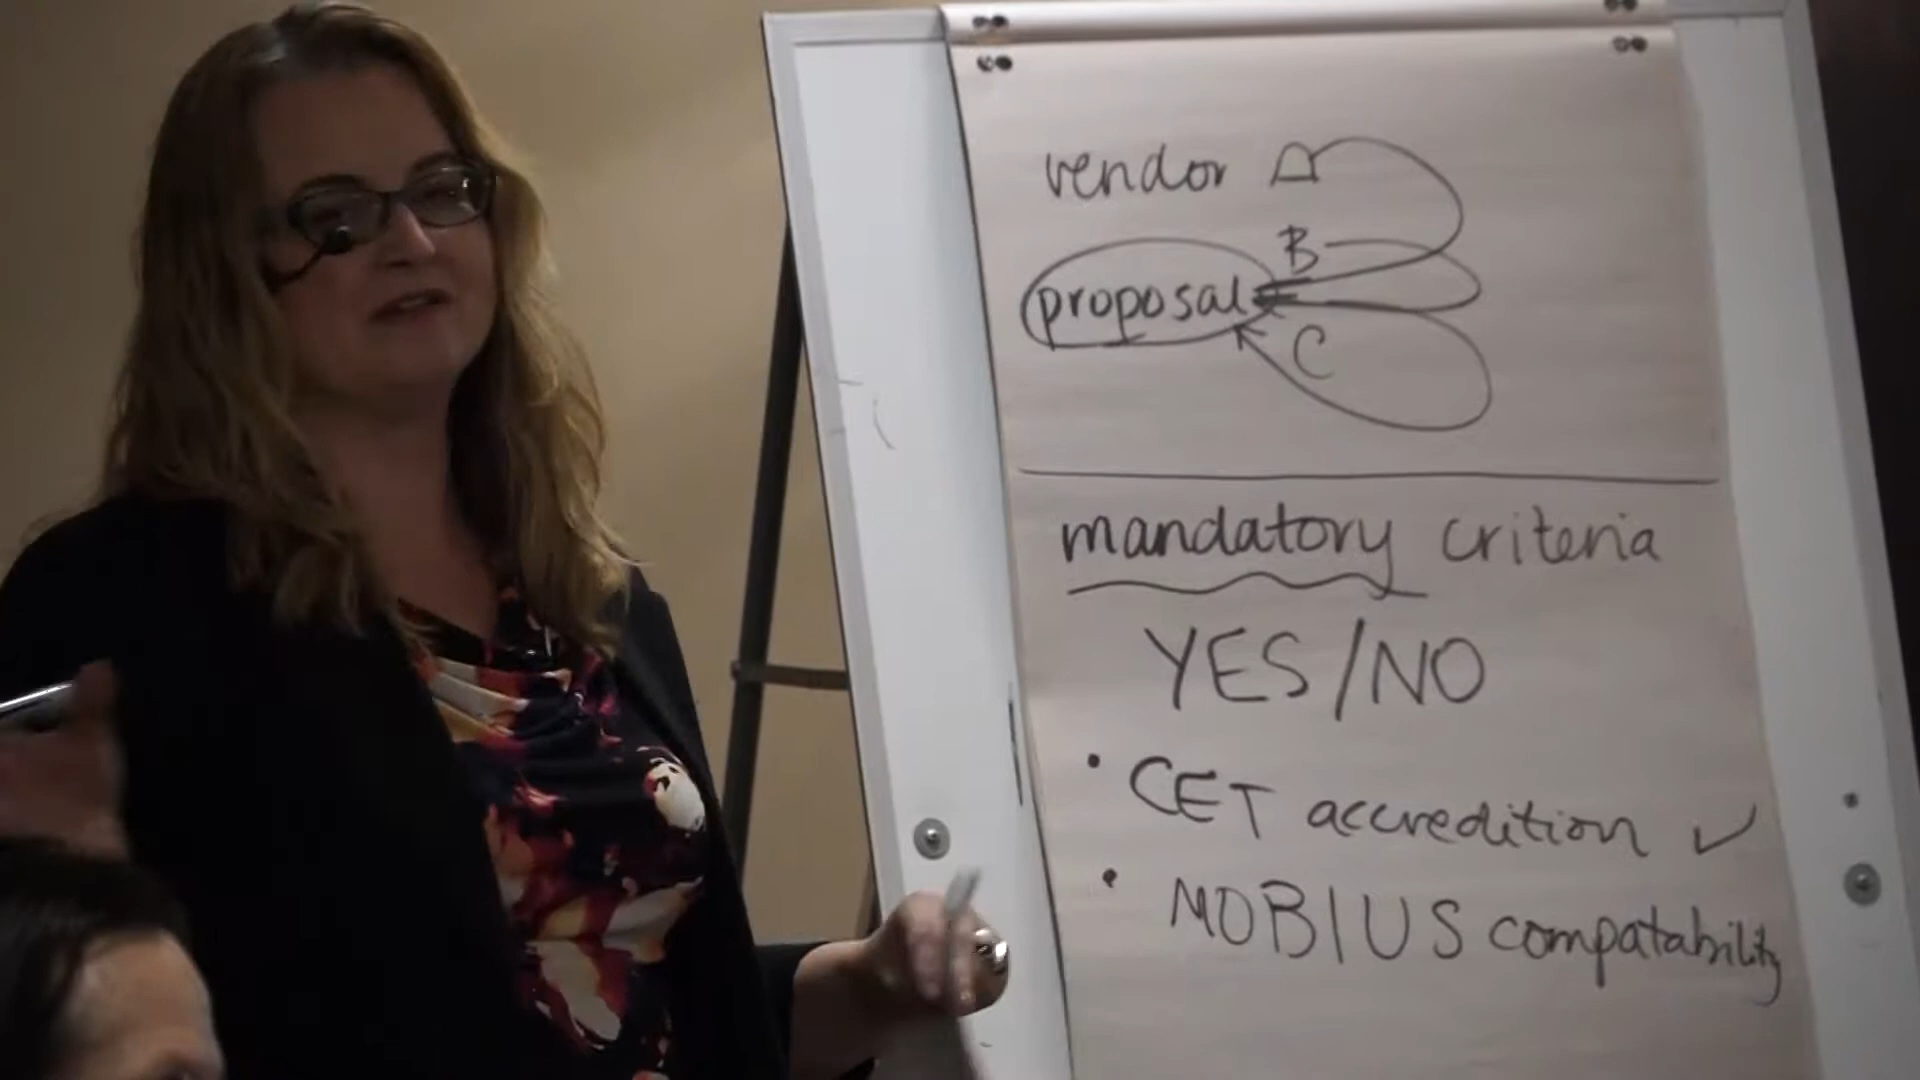 vendor A
B
proposal
C
mandatory criteria
YES/NO
• CET accredition ✓
• MOBIUS compatability